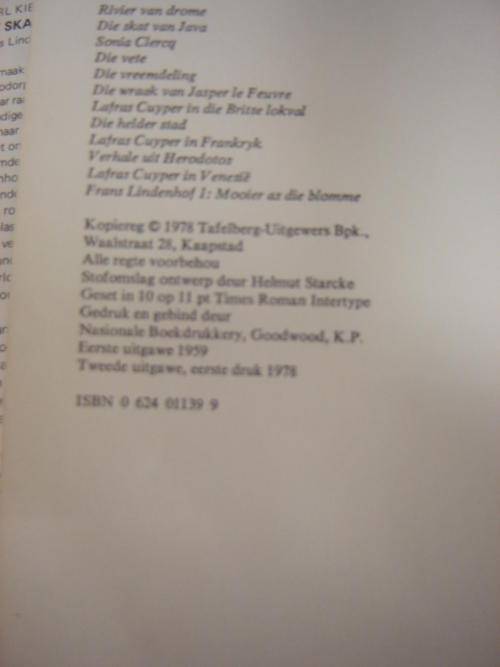 Rivier van drome
Die skat van Java
Sonia Clercq
Die vete
Die vreemdeling
Die wraak van Jasper le Feuvre
Lafras Cuyper in die Britse lokval
Die helder stad
Lafras Cuyper in Frankryk
Verhale uit Herodotos
Lafras Cuyper in Venesië
Frans Lindenhof 1: Mooier as die blomme
Kopiereg © 1978 Tafelberg-Uitgewers Bpk.,
Waalstraat 28, Kaapstad
Alle regte voorbehou
Stofomslag ontwerp deur Helmut Starcke
Geset in 10 op 11 pt Times Roman Intertype
Gedruk en gebind deur
Nasionale Boekdrukkery, Goodwood, K.P.
Eerste uitgawe 1959
Tweede uitgawe, eerste druk 1978
ISBN 0 624 01139 9